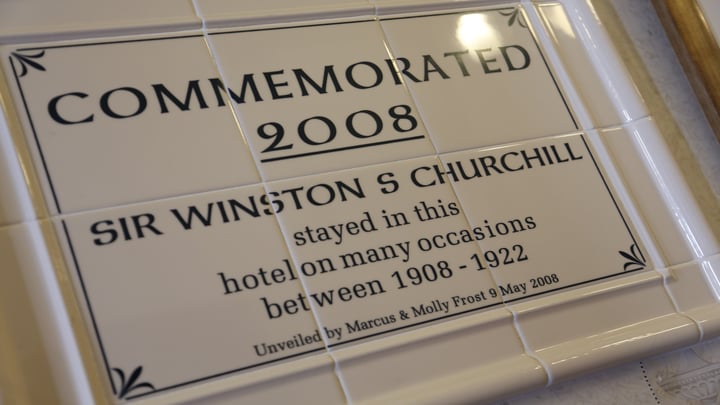 COMMEMORATED
2008
SIR WINSTON S CHURCHILL
stayed in this
hotel on many occasions
between 1908 - 1922
Unveiled by Marcus & Molly Frost 9 May 2008